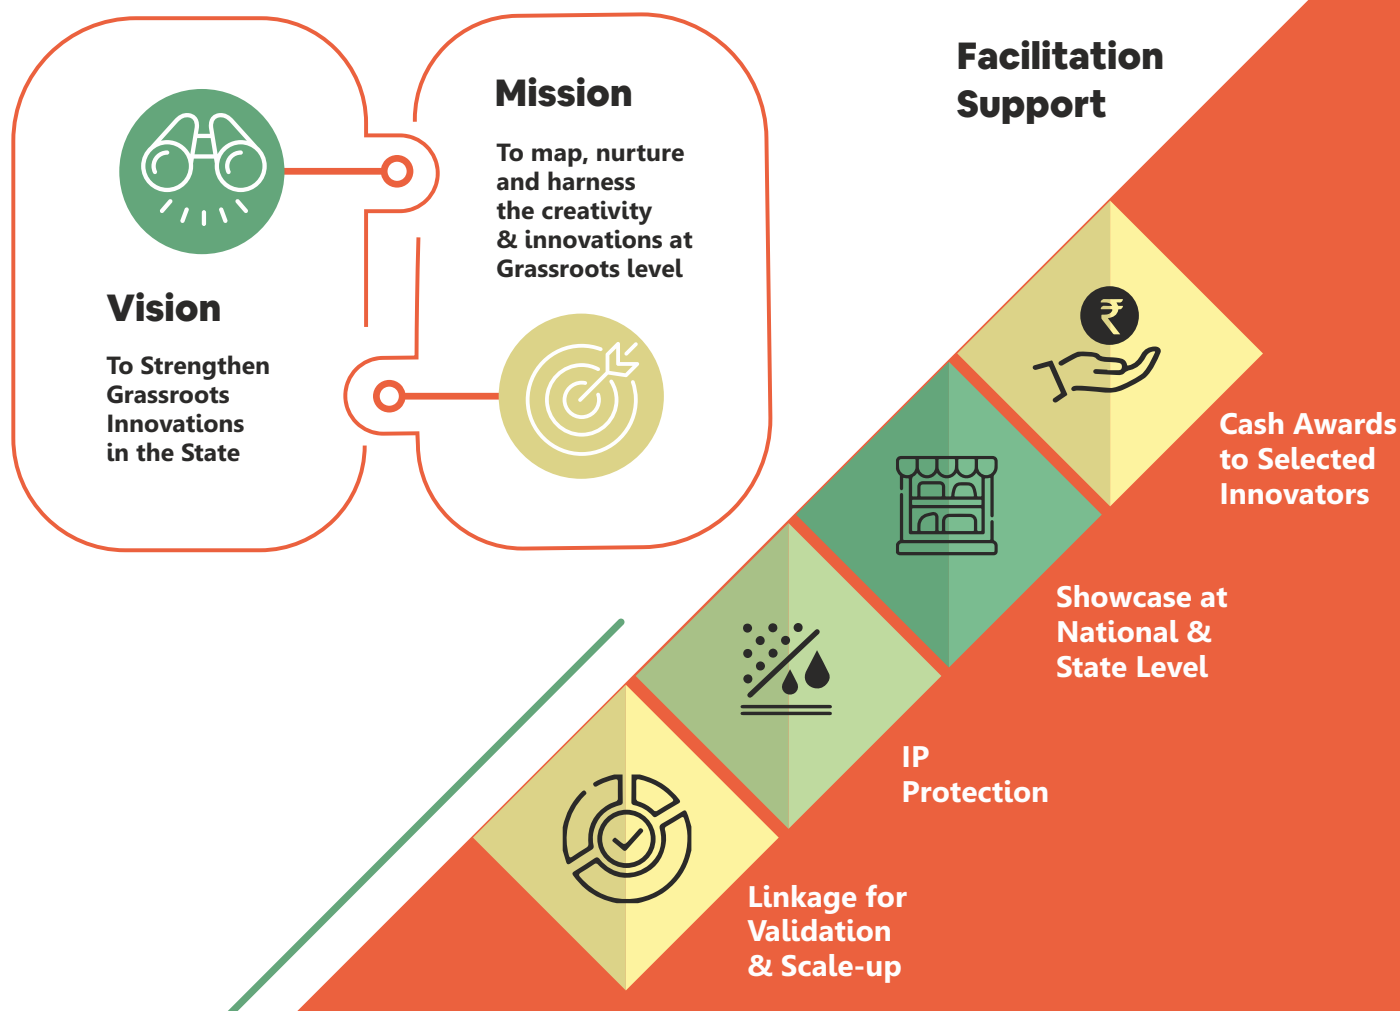 Vision
To Strengthen
Grassroots
Innovations
in the State
Mission
To map, nurture
and harness
the creativity
& innovations at
Grassroots level
Facilitation
Support
₹
Cash Awards
to Selected
Innovators
Showcase at
National &
State Level
IP
Protection
Linkage for
Validation
& Scale-up